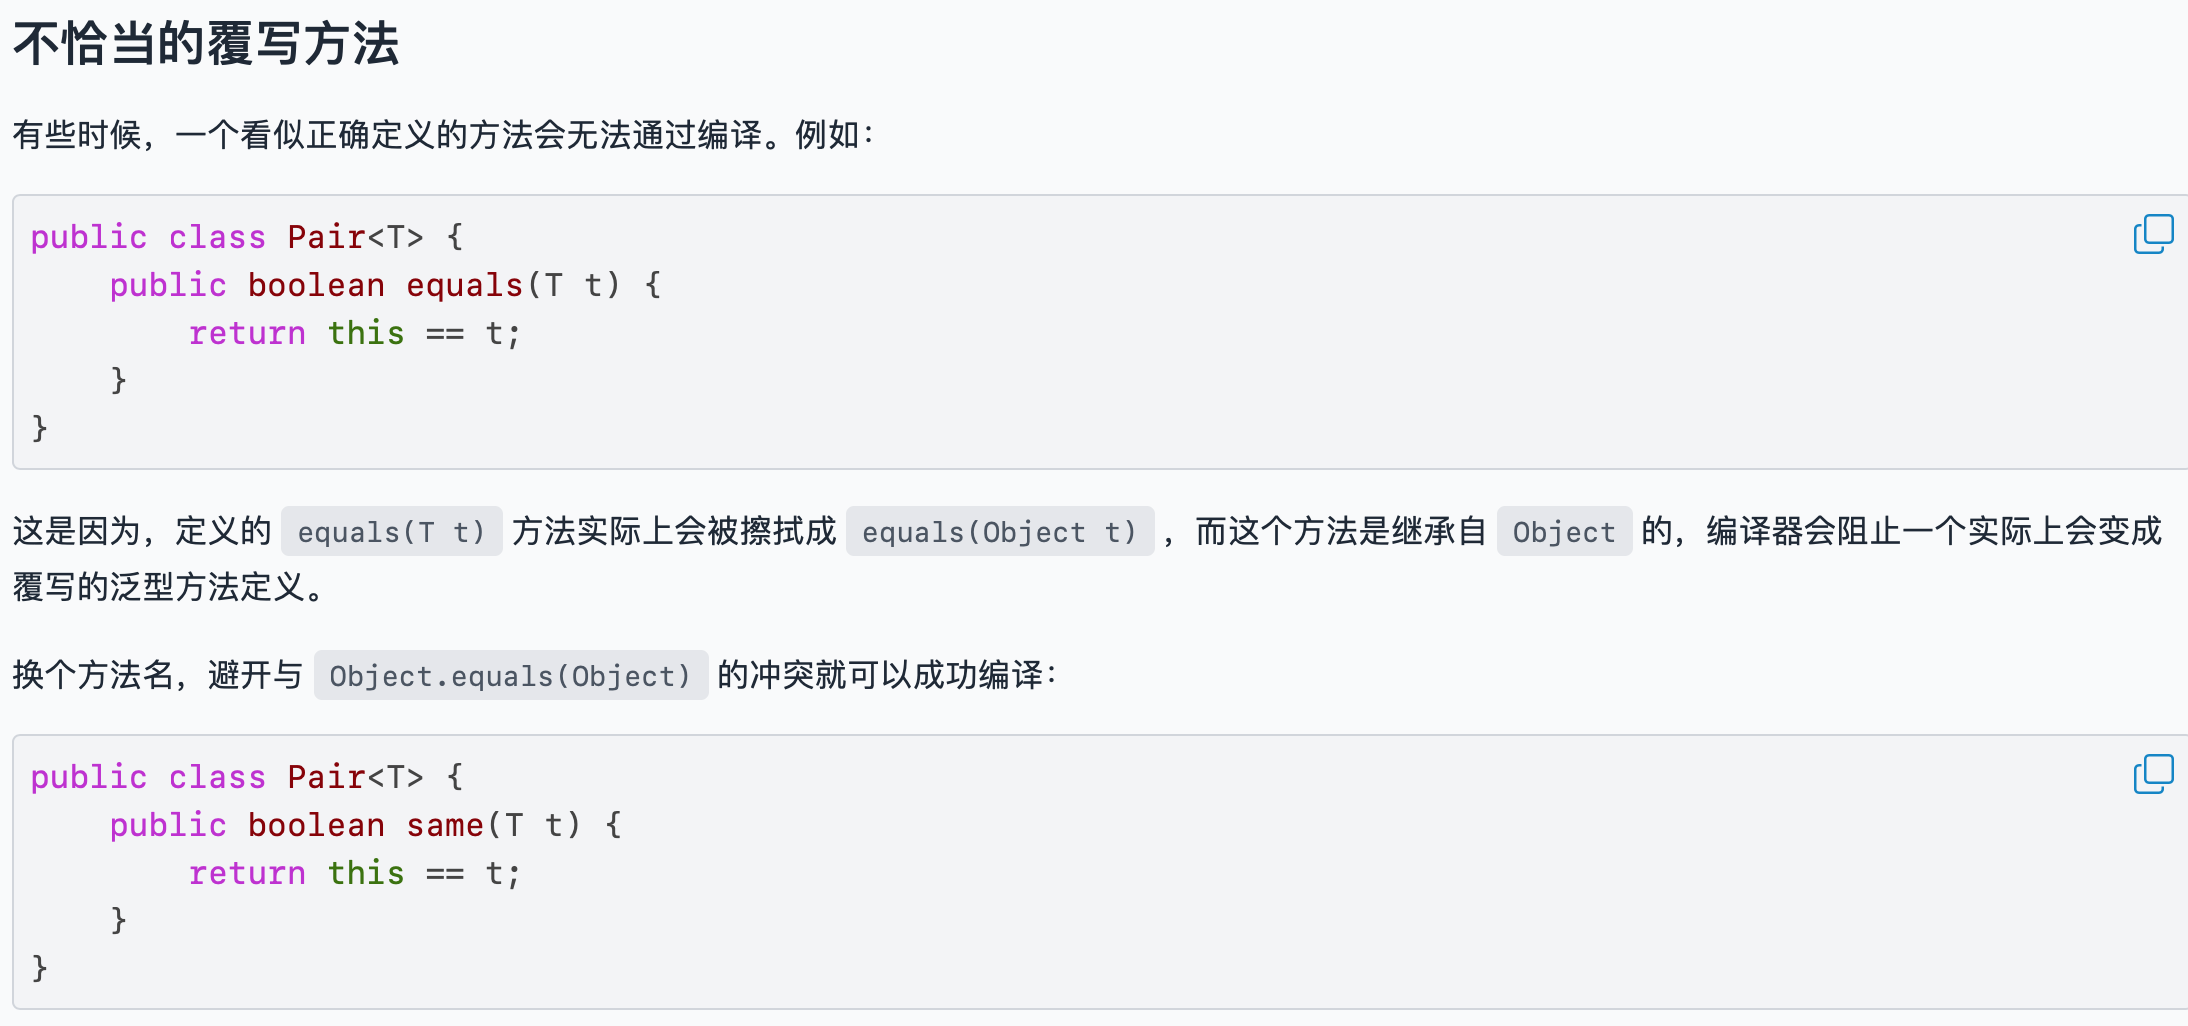 不恰当的覆写方法
有些时候，一个看似正确定义的方法会无法通过编译。例如：
public class Pair<T> {
    public boolean equals(T t) {
        return this == t;
    }
}
这是因为，定义的 equals(T t) 方法实际上会被擦拭成 equals(Object t) ，而这个方法是继承自 Object 的，编译器会阻止一个实际上会变成
覆写的泛型方法定义。
换个方法名，避开与 Object.equals(Object) 的冲突就可以成功编译：
public class Pair<T> {
    public boolean same(T t) {
        return this == t;
    }
}